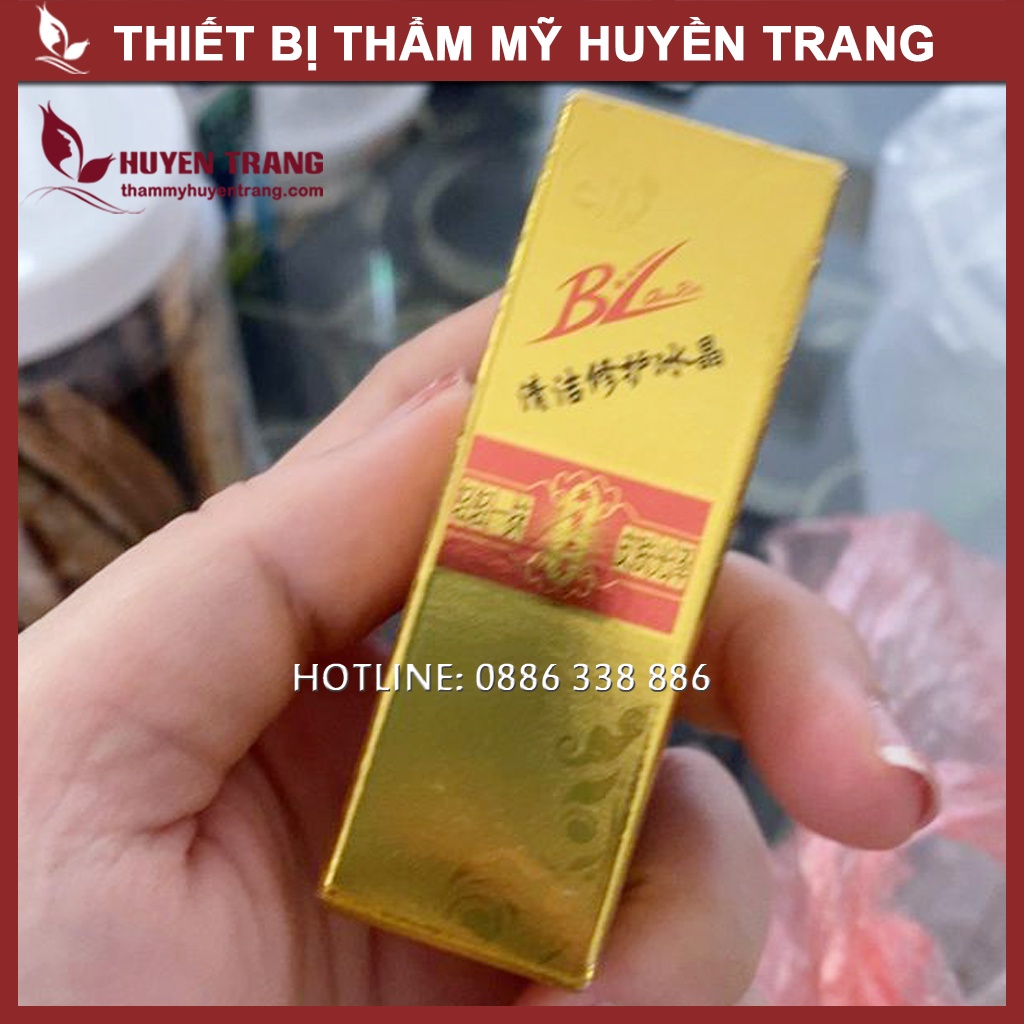 THIẾT BỊ THẨM MỸ HUYỀN TRANG
HUYEN TRANG
thammyhuyentrang.com
清洁修护冰晶
HOTLINE: 0886 338 886